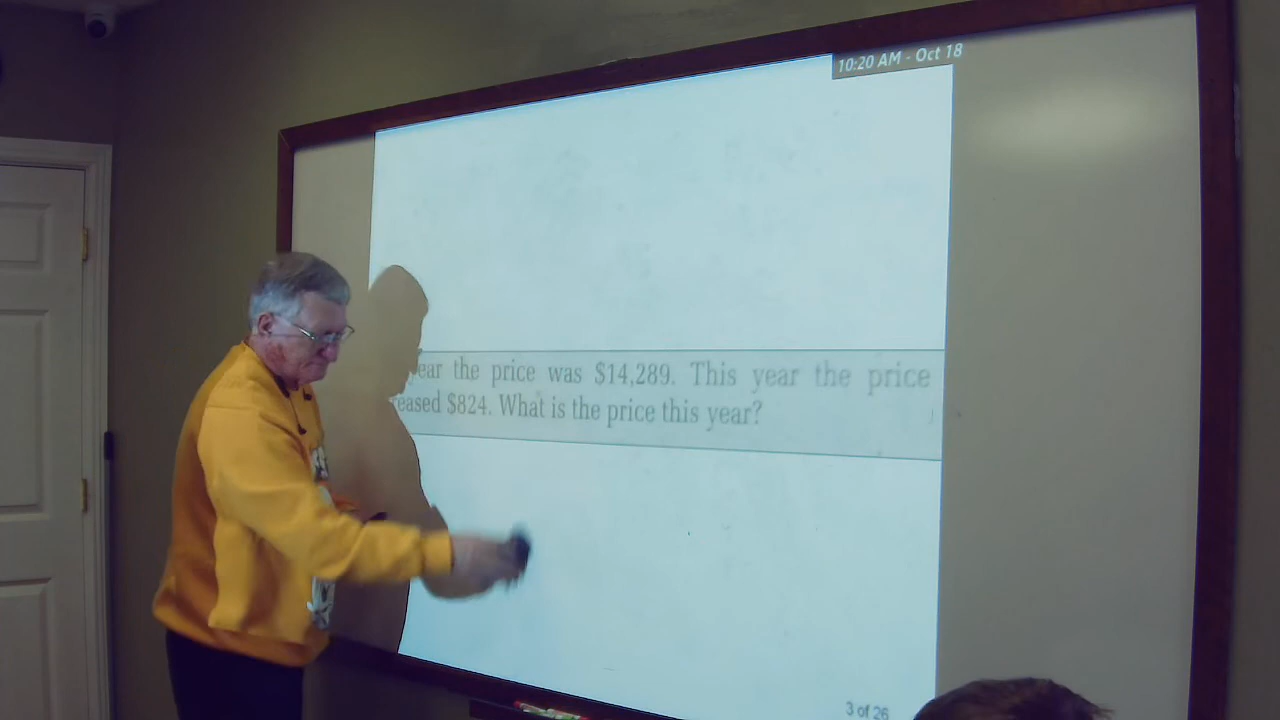 10:20 AM - Oct 18
ear the price was $14,289. This year the price
eased $824. What is the price this year?
3 of 26